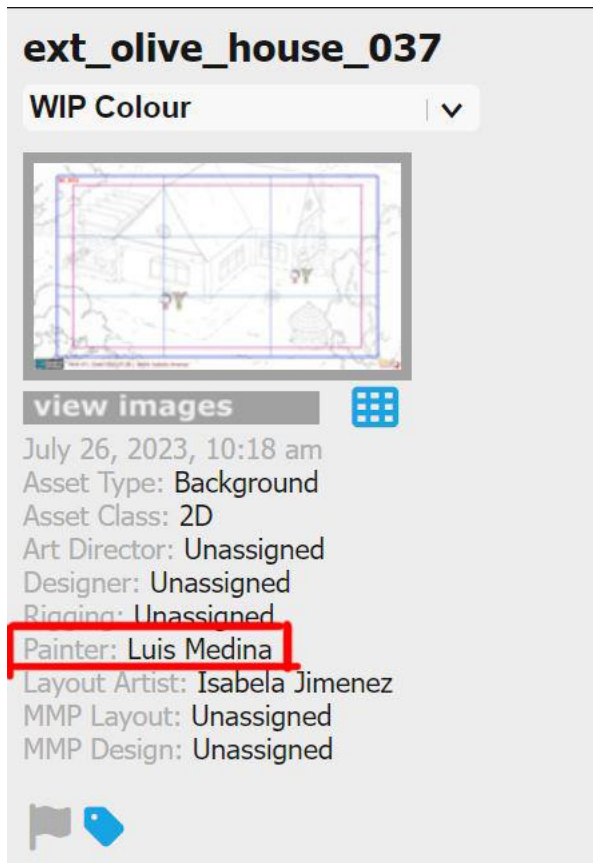 ext_olive_house_037
WIP Colour
view images
July 26, 2023, 10:18 am
Asset Type: Background
Asset Class: 2D
Art Director: Unassigned
Designer: Unassigned
Rigging: Unassigned
Painter: Luis Medina
Layout Artist: Isabela Jimenez
MMP Layout: Unassigned
MMP Design: Unassigned